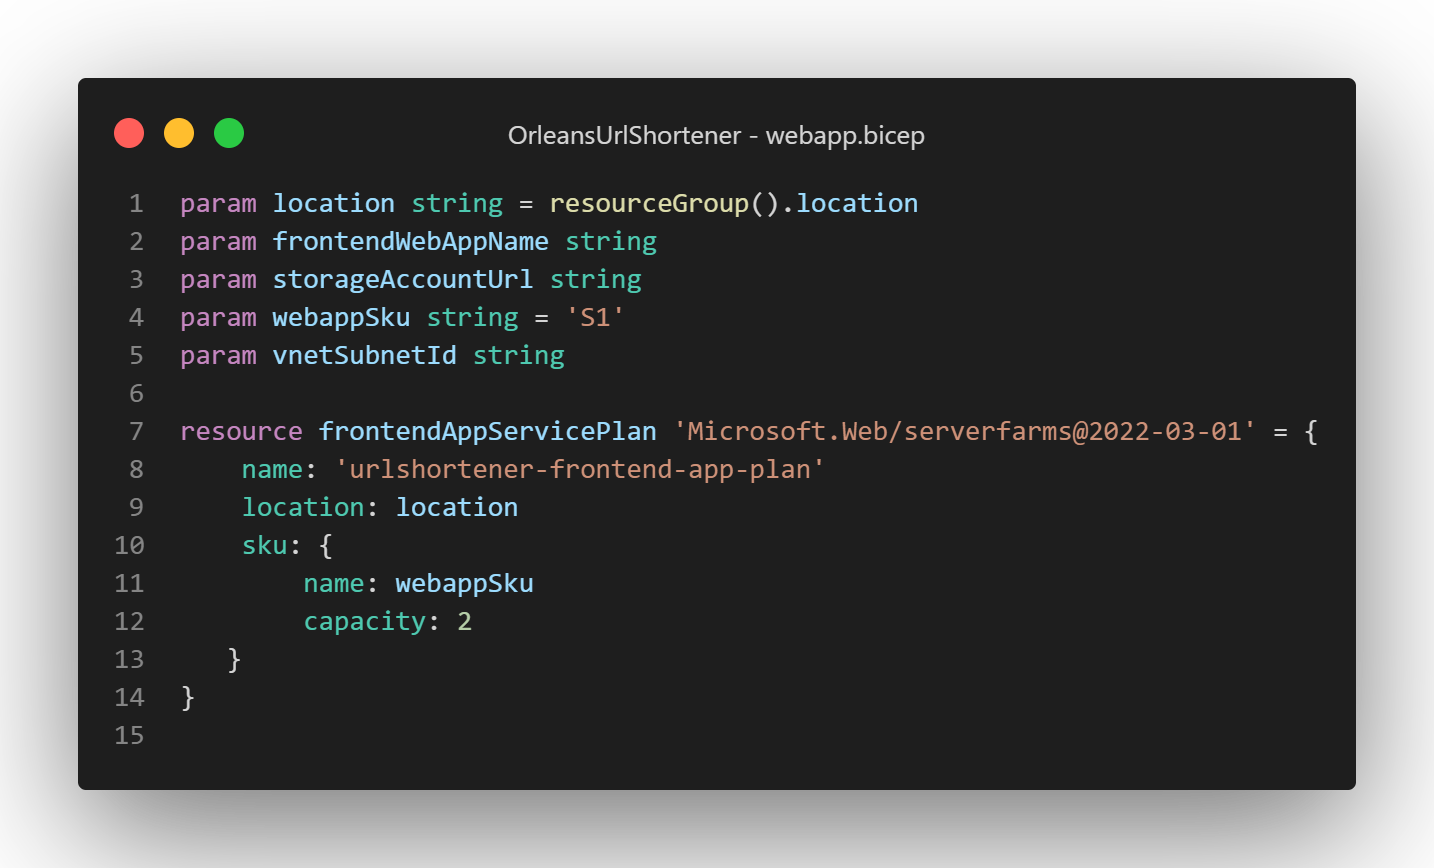 OrleansUrlShortener - webapp.bicep
1 param location string = resourceGroup().location
2 param frontendWebAppName string
3 param storageAccountUrl string
4 param webappSku string = 'S1'
5 param vnetSubnetId string
6
7 resource frontendAppServicePlan 'Microsoft.Web/serverfarms@2022-03-01' = {
8     name: 'urlshortener-frontend-app-plan'
9     location: location
10     sku: {
11         name: webappSku
12         capacity: 2
13    }
14 }
15